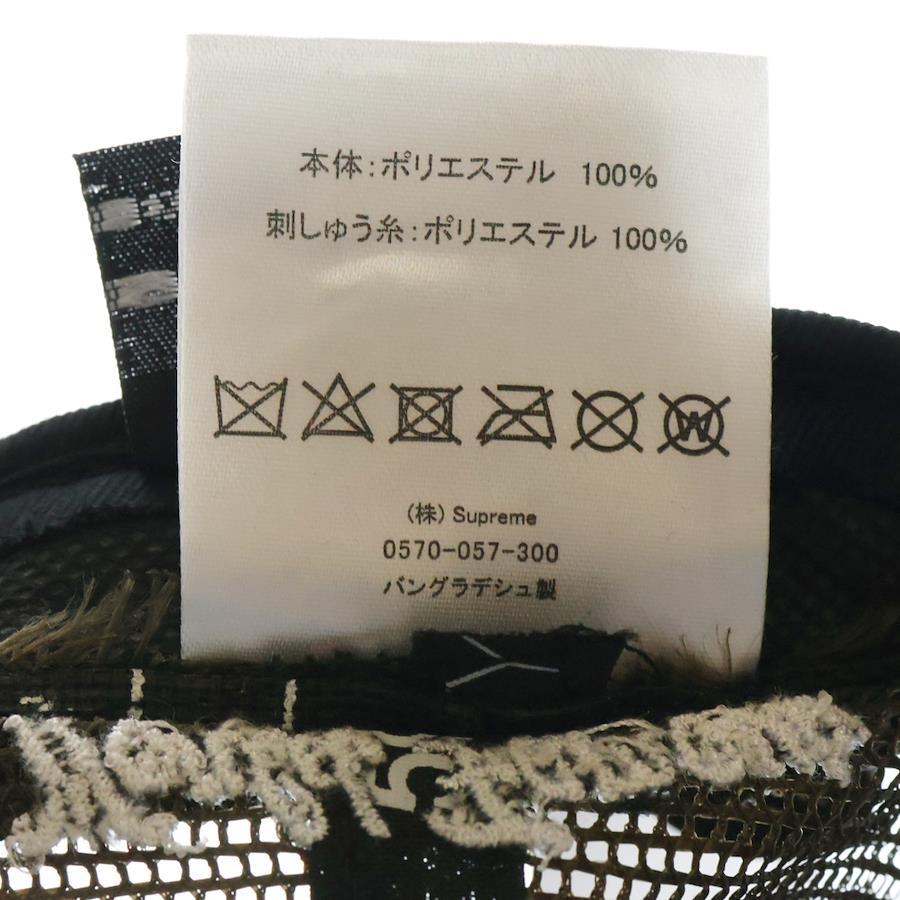 本体:ポリエステル 100%
刺しゅう糸:ポリエステル 100%
W
(株) Supreme
0570-057-300
バングラデシュ製